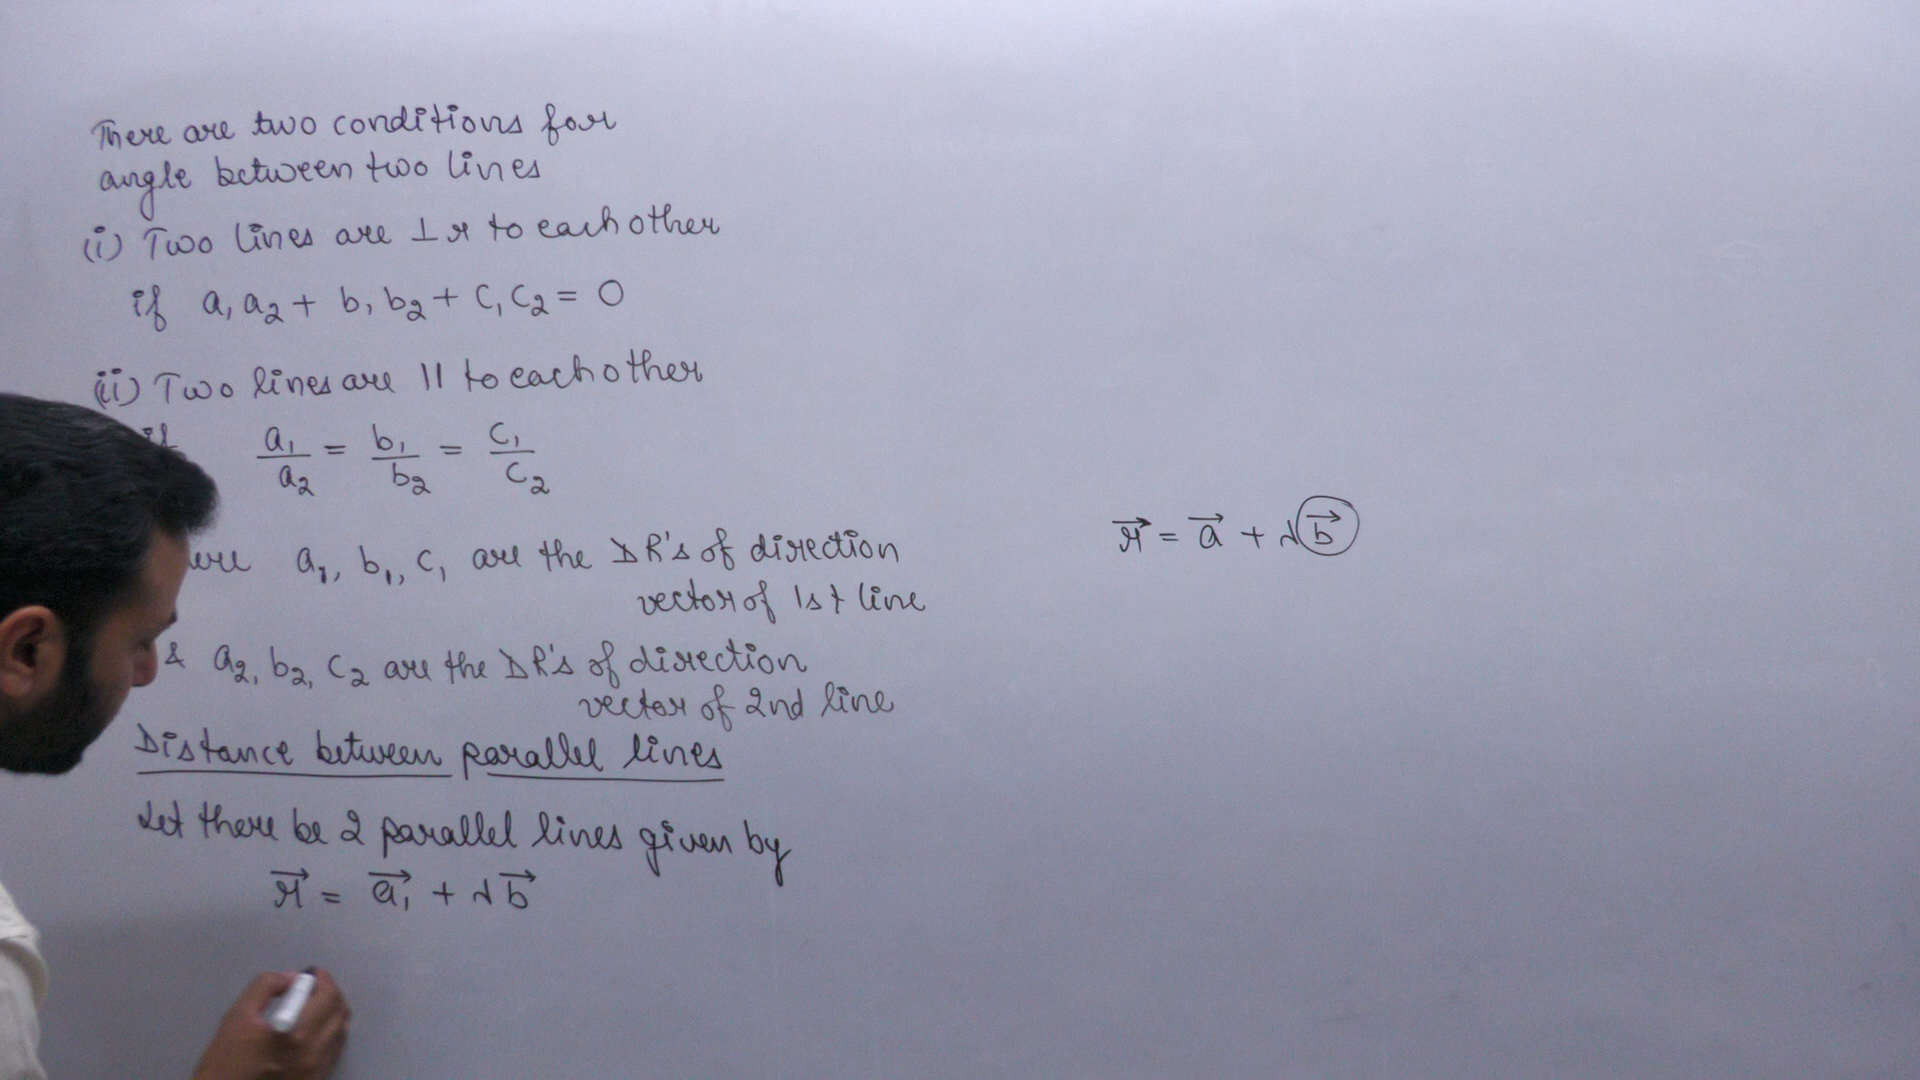 There are two conditions for
angle between two lines
(i) Two lines are ⊥r to each other
if a₁a₂ + b₁b₂ + c₁c₂ = 0
(ii) Two lines are || to each other
if a₁/a₂ = b₁/b₂ = c₁/c₂
a₁, b₁, c₁ are the DR's of direction
vector of 1st line
& a₂, b₂, c₂ are the DR's of direction
vector of 2nd line
Distance between parallel lines
Let there be 2 parallel lines given by
r⃗ = a⃗₁ + λb⃗
r⃗ = a⃗ + λb⃗